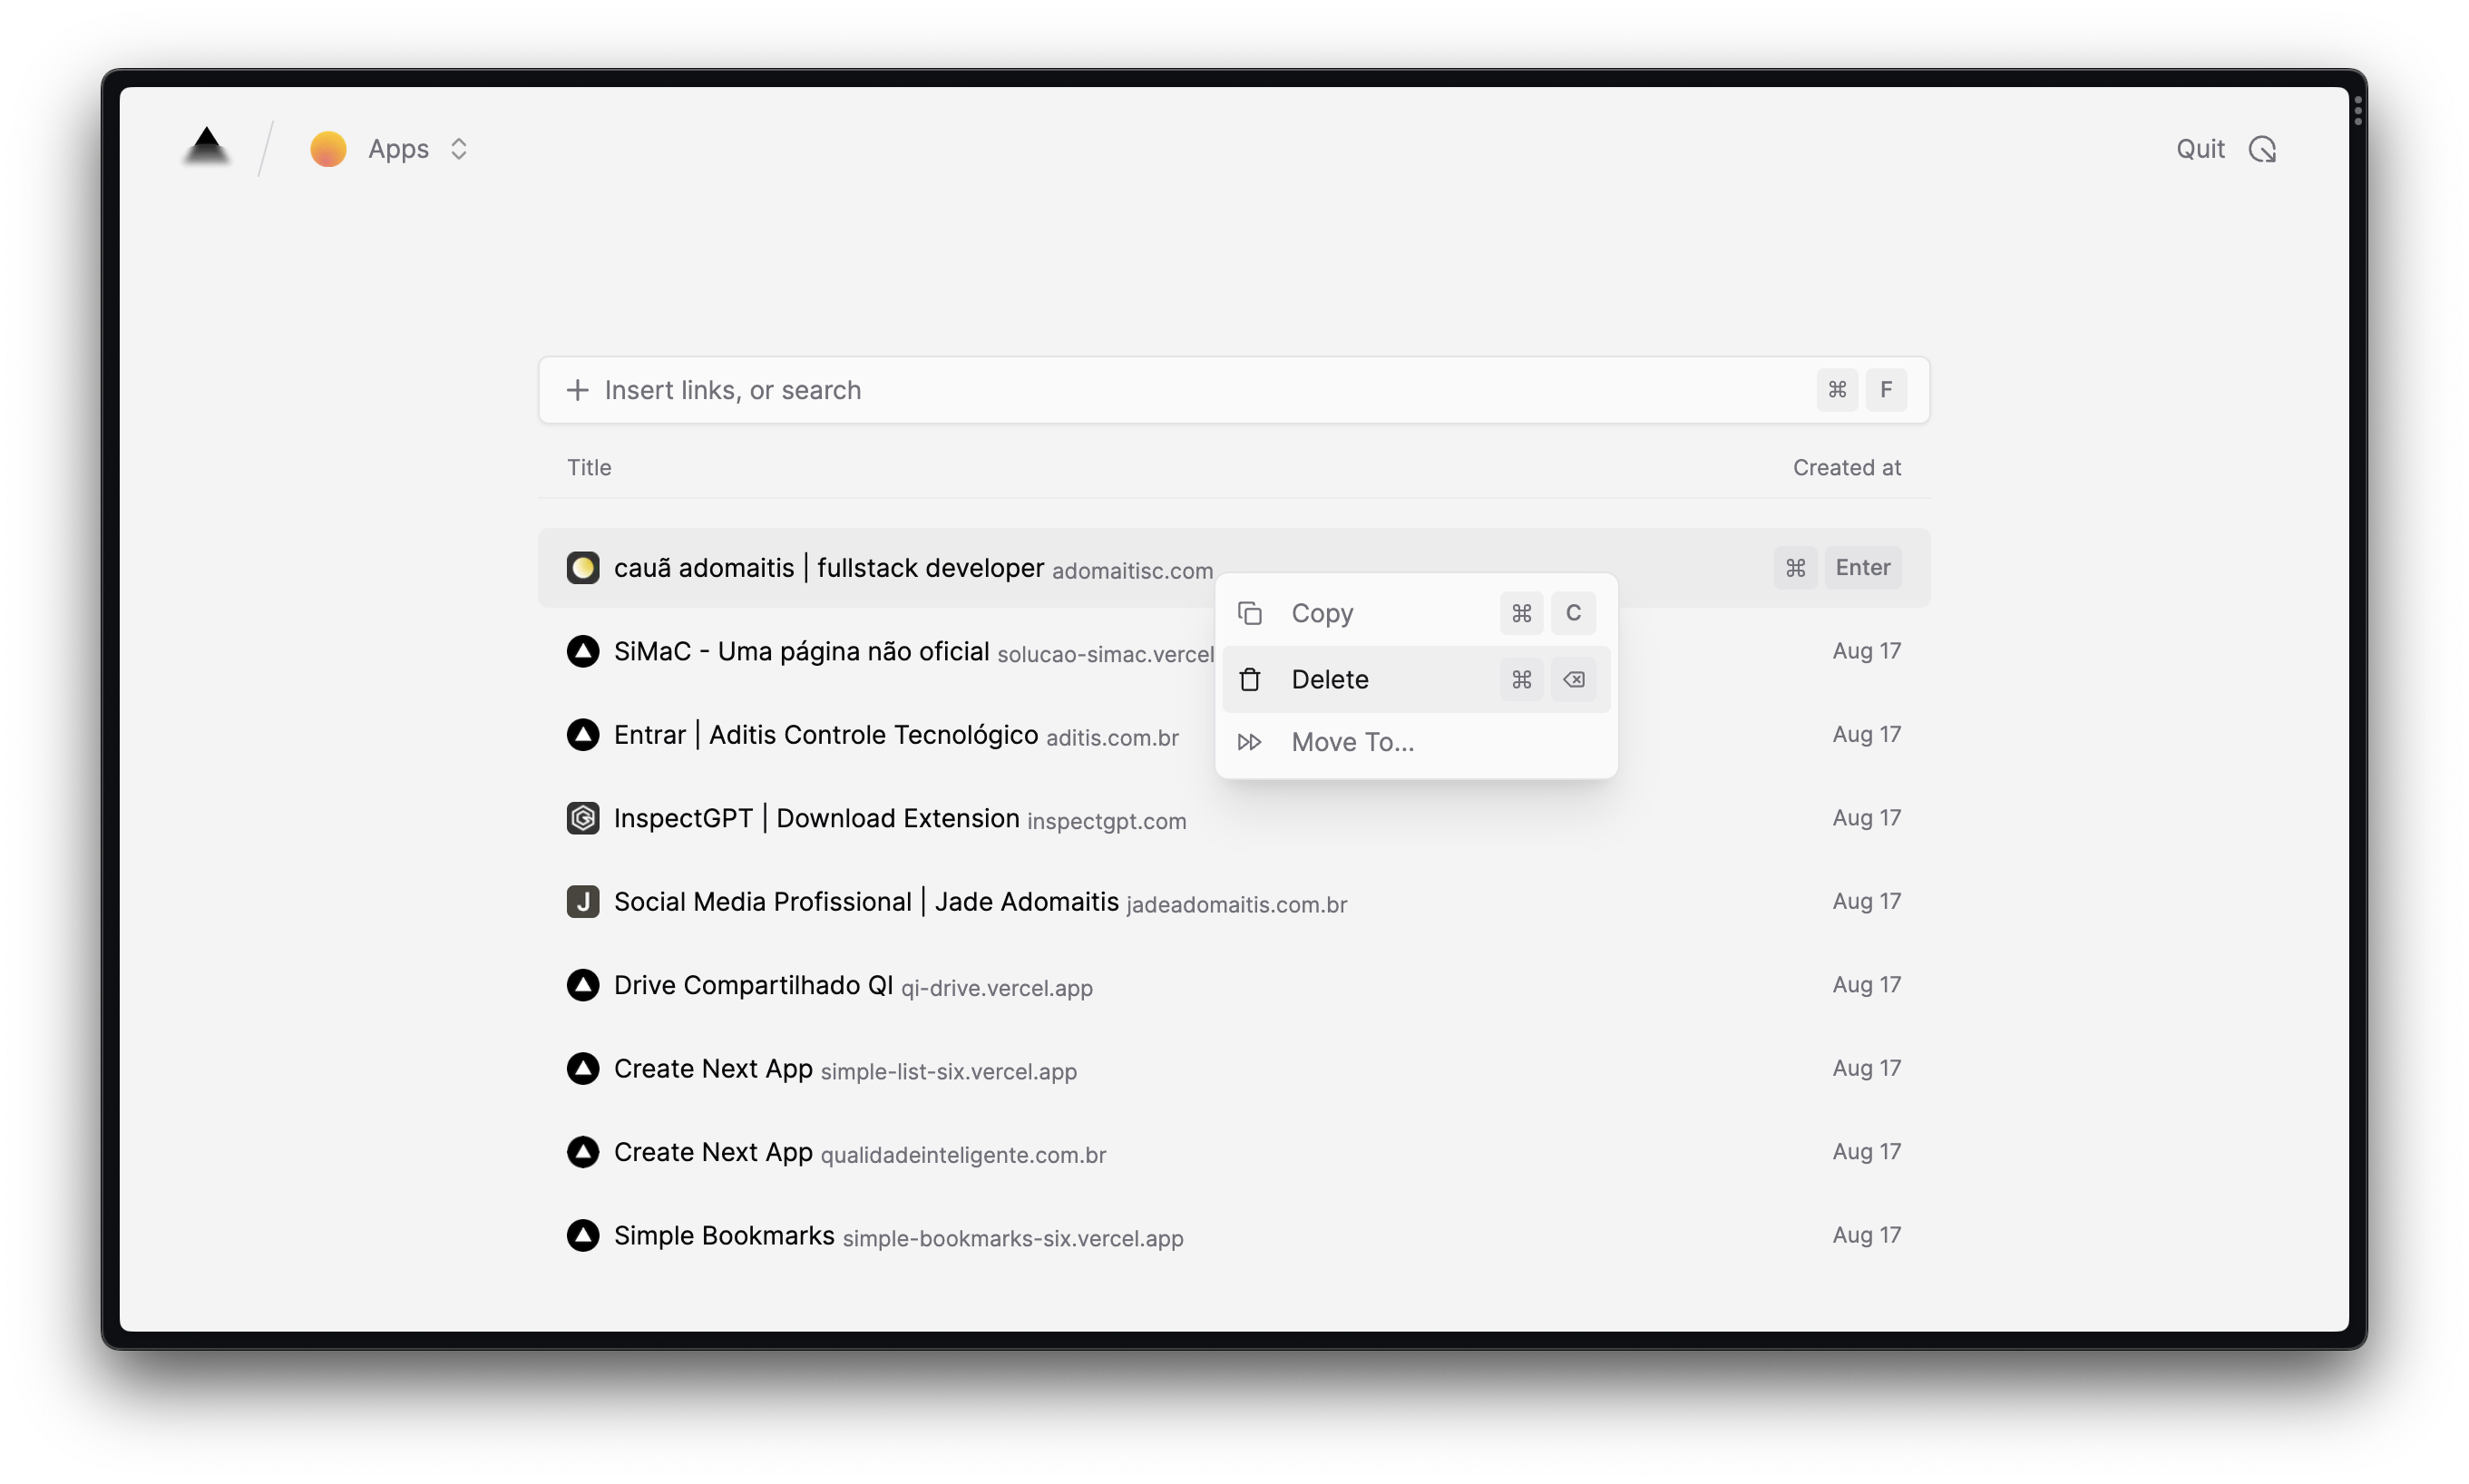 Apps
Quit
Insert links, or search ⌘ F
Title Created at
cauã adomaitis | fullstack developer adomaitisc.com ⌘ Enter
Copy ⌘ C
SiMaC - Uma página não oficial solucao-simac.vercel Aug 17
Delete ⌘
Entrar | Aditis Controle Tecnológico aditis.com.br Aug 17
Move To...
InspectGPT | Download Extension inspectgpt.com Aug 17
J Social Media Profissional | Jade Adomaitis jadeadomaitis.com.br Aug 17
Drive Compartilhado QI qi-drive.vercel.app Aug 17
Create Next App simple-list-six.vercel.app Aug 17
Create Next App qualidadeinteligente.com.br Aug 17
Simple Bookmarks simple-bookmarks-six.vercel.app Aug 17